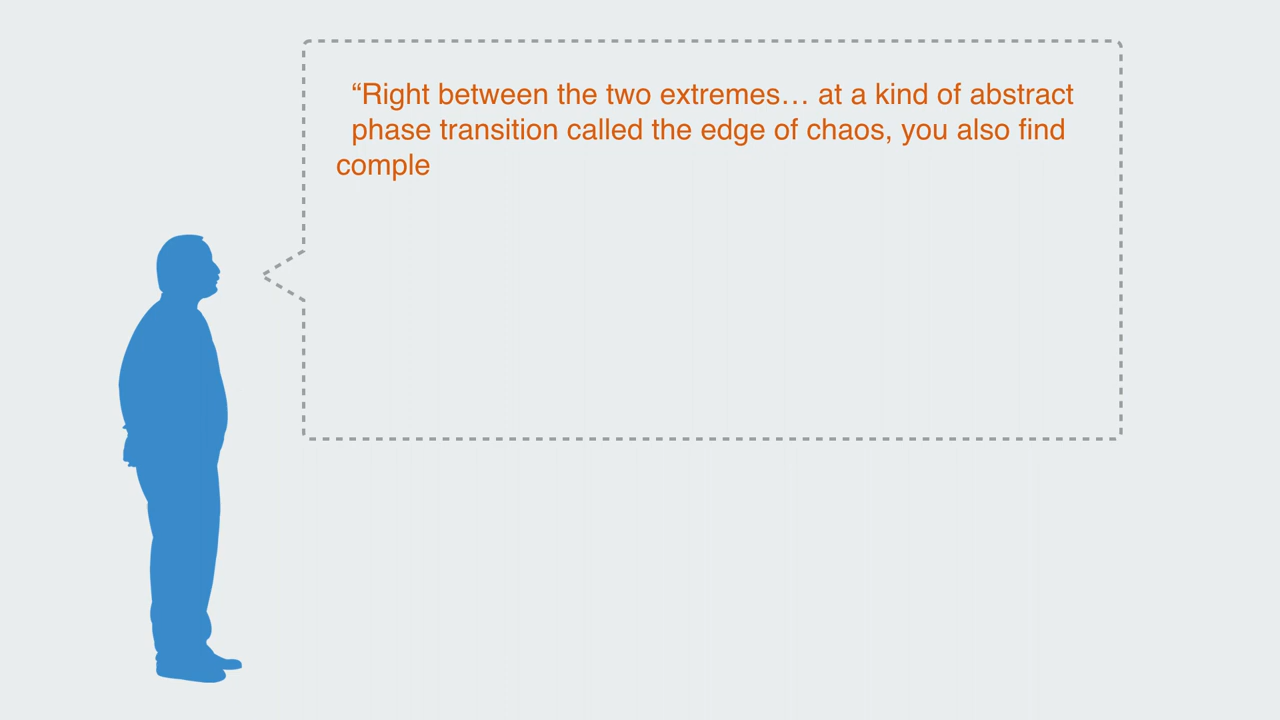 “Right between the two extremes… at a kind of abstract
phase transition called the edge of chaos, you also find
comple